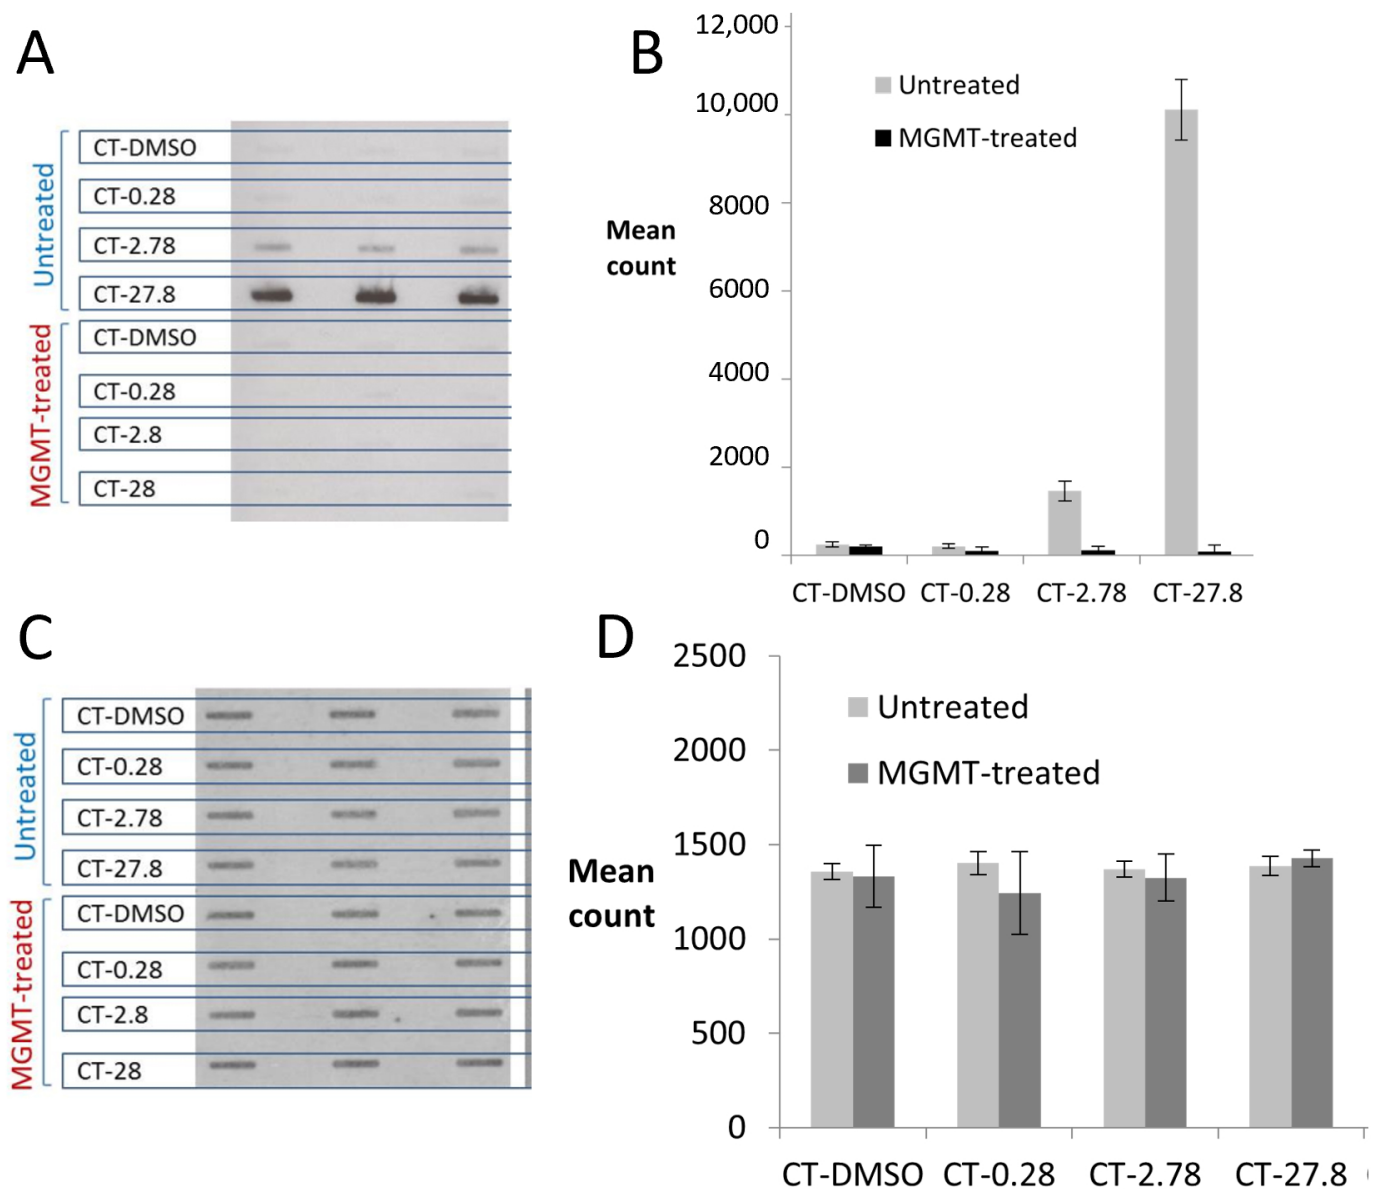 A
Untreated
CT-DMSO
CT-0.28
CT-2.78
CT-27.8
MGMT-treated
CT-DMSO
CT-0.28
CT-2.8
CT-28
B
12,000
10,000
8000
6000
4000
2000
0
Mean
count
Untreated
MGMT-treated
CT-DMSO CT-0.28 CT-2.78 CT-27.8
C
Untreated
CT-DMSO
CT-0.28
CT-2.78
CT-27.8
MGMT-treated
CT-DMSO
CT-0.28
CT-2.8
CT-28
D
2500
2000
1500
1000
500
0
Mean
count
Untreated
MGMT-treated
CT-DMSO CT-0.28 CT-2.78 CT-27.8